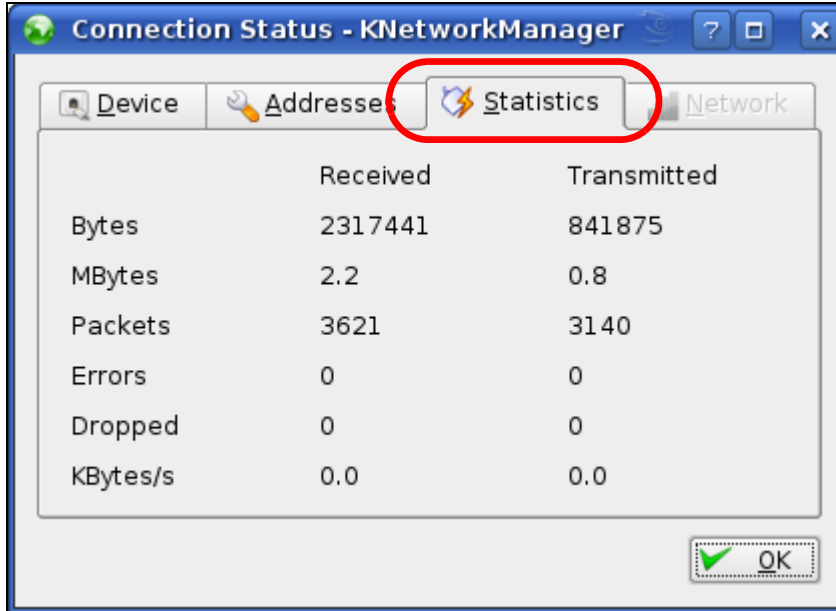 Connection Status - KNetworkManager
Device Addresses Statistics Network
Received Transmitted
Bytes 2317441 841875
MBytes 2.2 0.8
Packets 3621 3140
Errors 0 0
Dropped 0 0
KBytes/s 0.0 0.0
OK